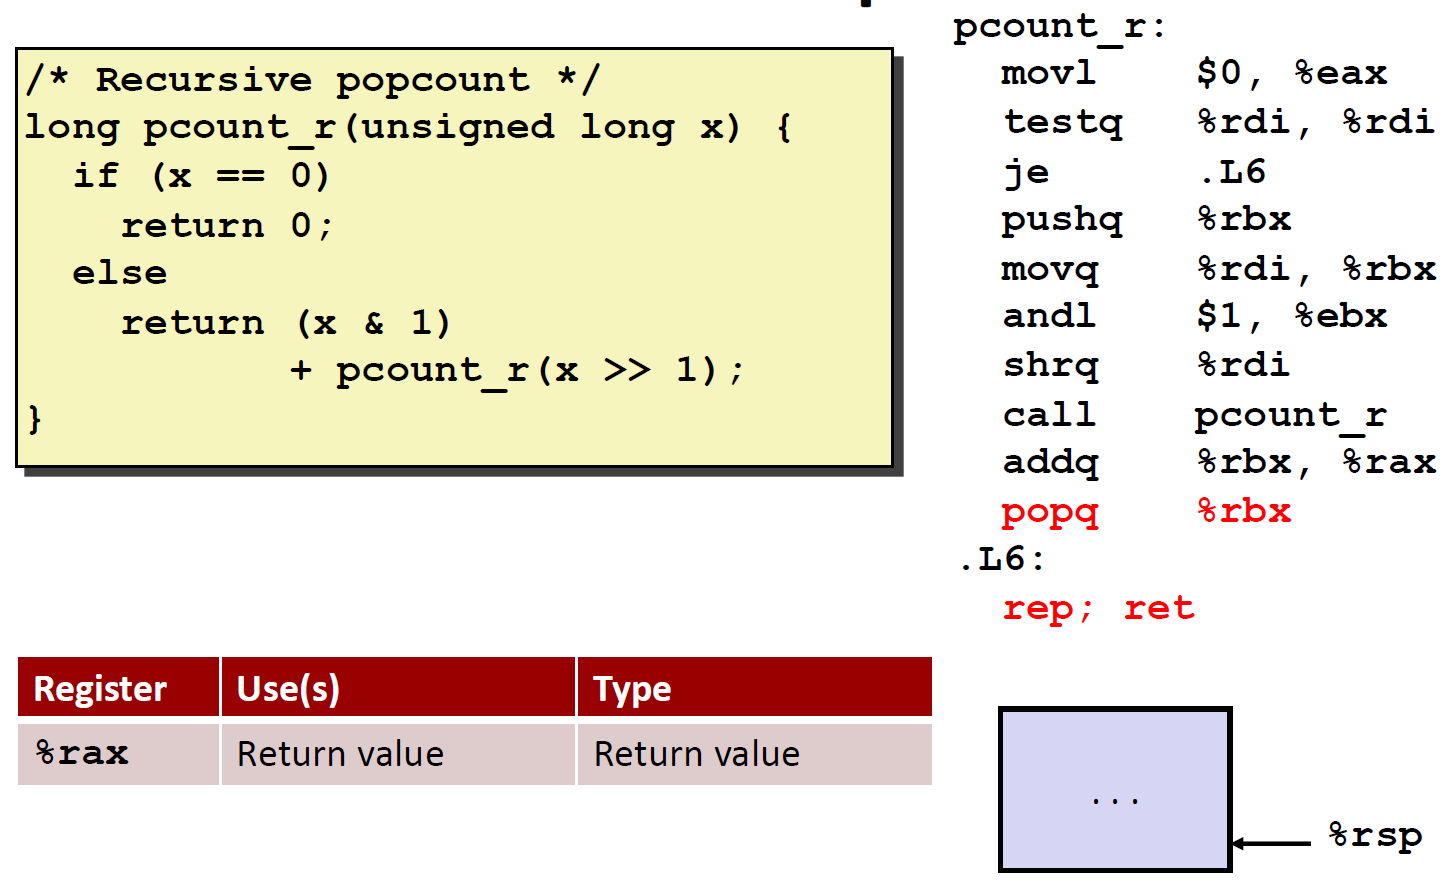 /* Recursive popcount */
long pcount_r(unsigned long x) {
  if (x == 0)
    return 0;
  else
    return (x & 1)
           + pcount_r(x >> 1);
}
pcount_r:
  movl    $0, %eax
  testq   %rdi, %rdi
  je      .L6
  pushq   %rbx
  movq    %rdi, %rbx
  andl    $1, %ebx
  shrq    %rdi
  call    pcount_r
  addq    %rbx, %rax
  popq    %rbx
.L6:
  rep; ret
Register Use(s) Type
%rax Return value Return value
...
%rsp